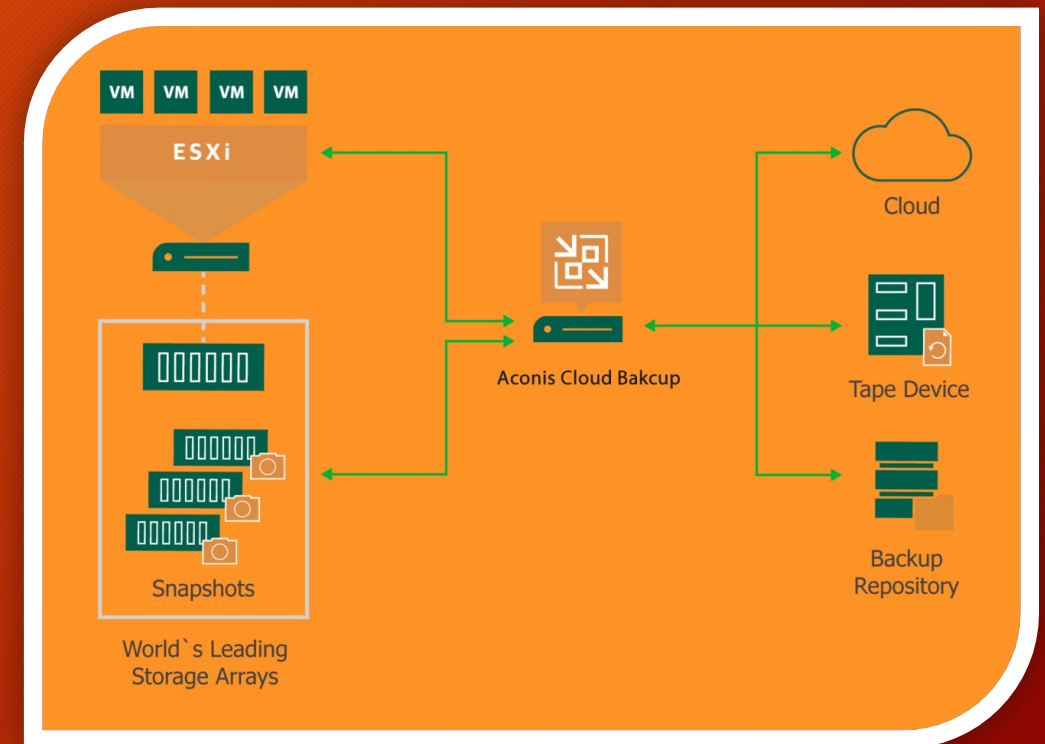 VM VM VM VM
ESXi
Snapshots
World`s Leading
Storage Arrays
Aconis Cloud Bakcup
Cloud
Tape Device
Backup
Repository